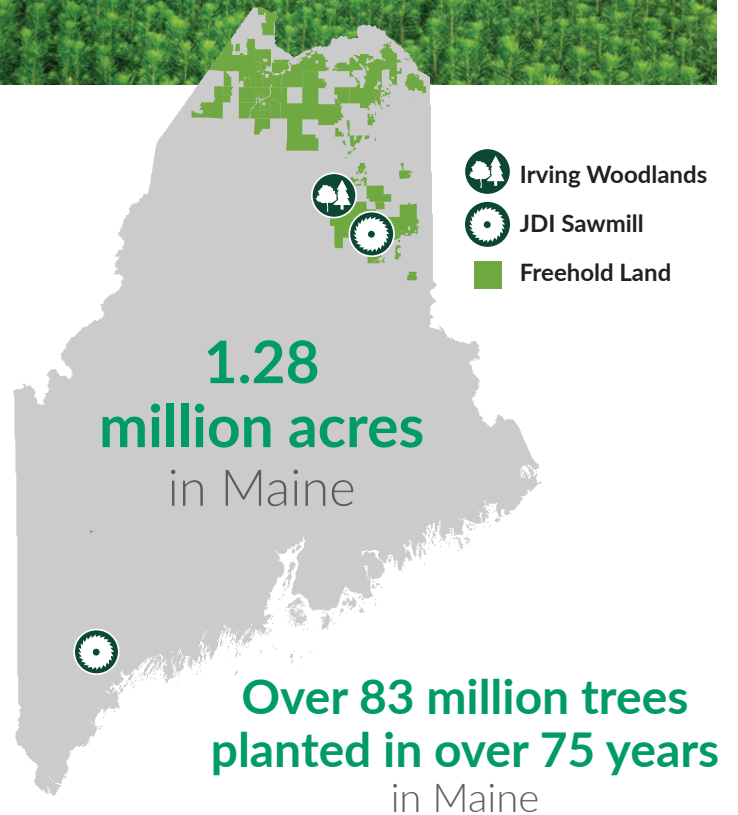 Irving Woodlands
JDI Sawmill
Freehold Land
1.28
million acres
in Maine
Over 83 million trees
planted in over 75 years
in Maine